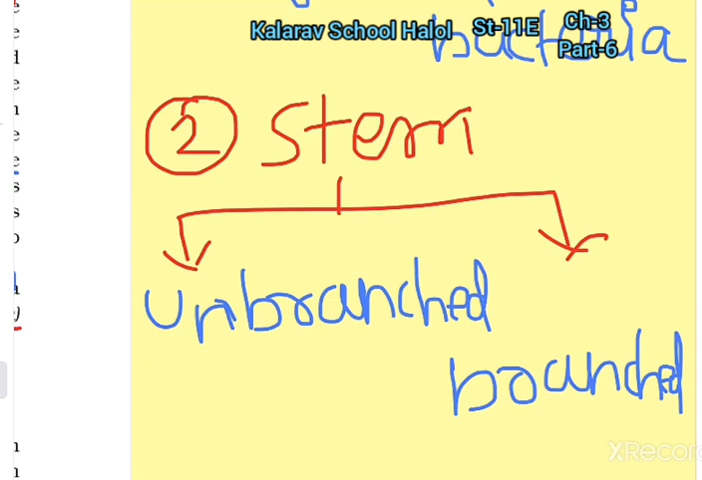 Kalarav School Halol St-11E Ch-3
Part-6
bacteria
2 Stem
Unbranched
branched
XRecor